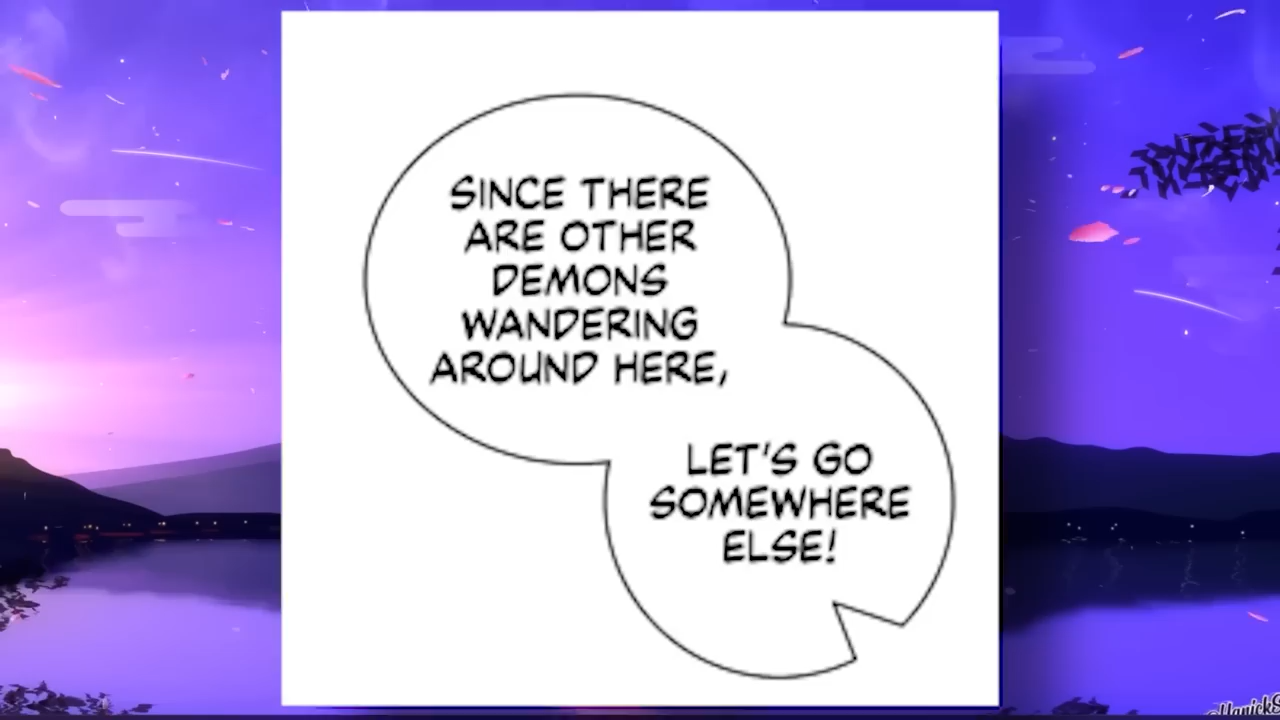 SINCE THERE
ARE OTHER
DEMONS
WANDERING
AROUND HERE,
LET'S GO
SOMEWHERE
ELSE!